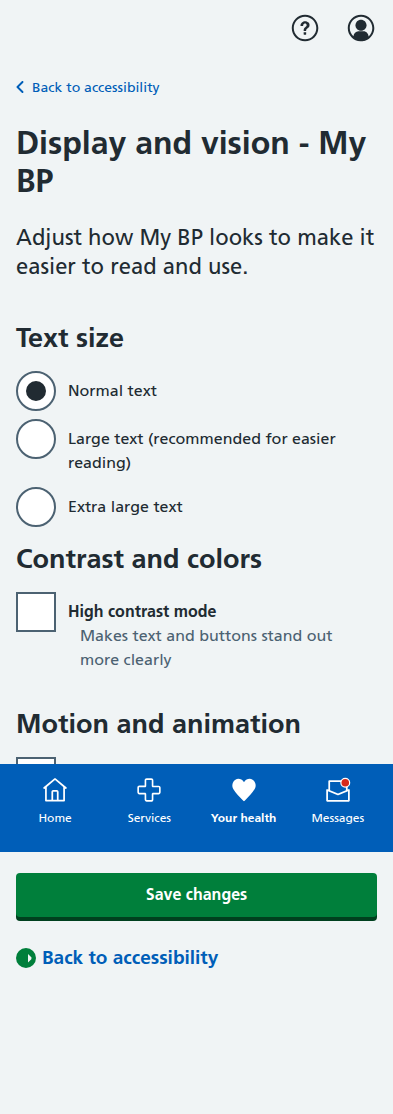 Back to accessibility
Display and vision - My
BP
Adjust how My BP looks to make it
easier to read and use.
Text size
Normal text
Large text (recommended for easier
reading)
Extra large text
Contrast and colors
High contrast mode
Makes text and buttons stand out
more clearly
Motion and animation
Home
Services
Your health
Messages
Save changes
Back to accessibility